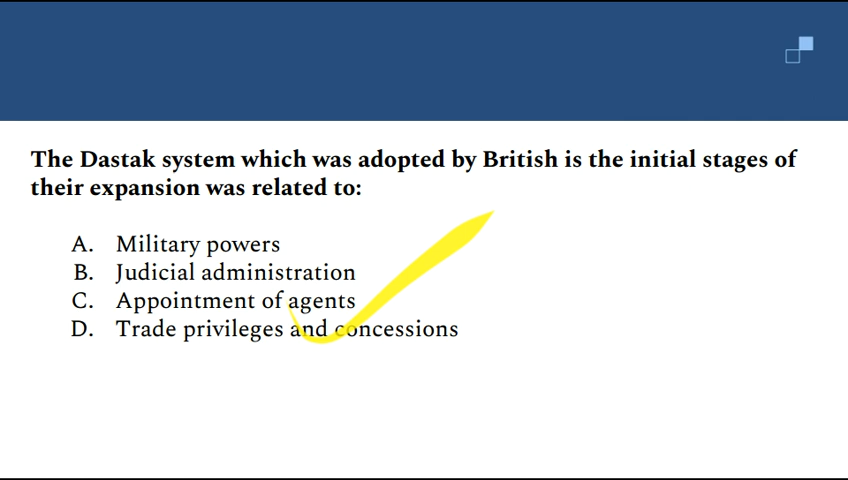 The Dastak system which was adopted by British is the initial stages of
their expansion was related to:
A. Military powers
B. Judicial administration
C. Appointment of agents
D. Trade privileges and concessions